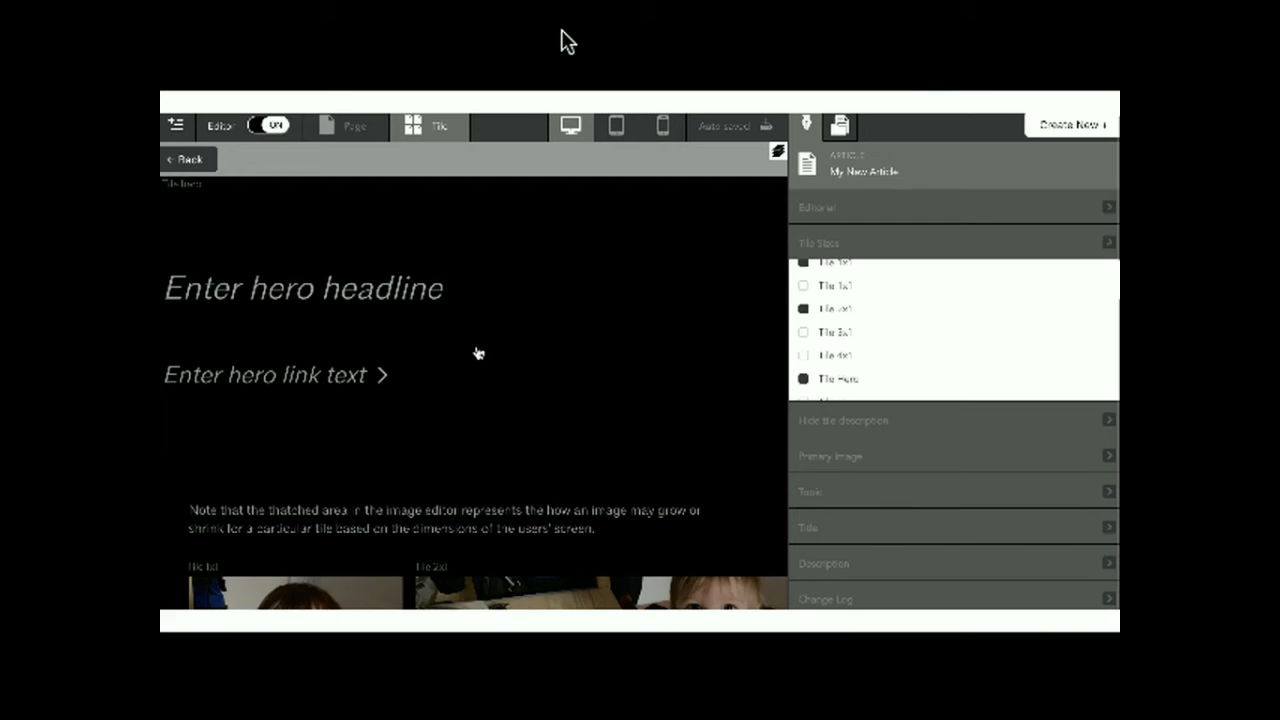 Editor
ON
Page
Tile
Auto saved
Create New +
← Back
ARTICLE
My New Article
Tile hero
Editorial
Tile Sizes
Tile 1x1
Tile 2x1
Tile 3x1
Tile 4x1
Tile Hero
Enter hero headline
Enter hero link text >
Hide tile description
Primary Image
Topic
Title
Description
Change Log
Note that the thatched area in the image editor represents the how an image may grow or
shrink for a particular tile based on the dimensions of the users' screen.
Tile 1x1
Tile 2x1